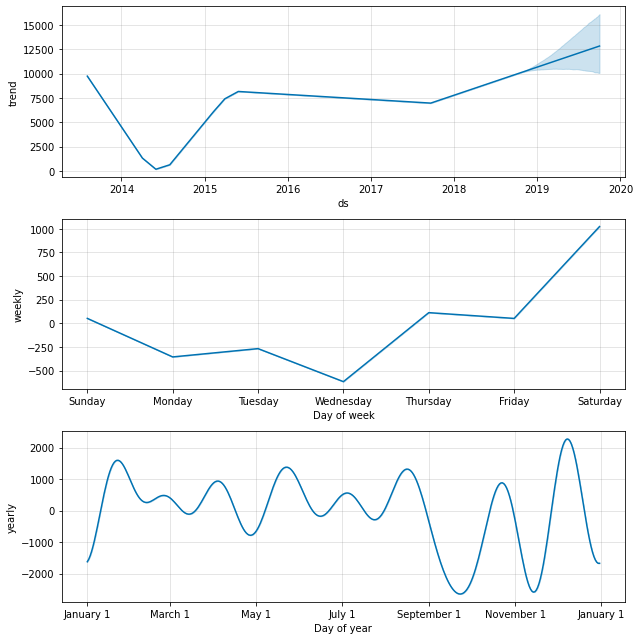 15000
12500
10000
7500
5000
2500
0
trend
2014 2015 2016 2017 2018 2019 2020
ds
1000
750
500
250
0
−250
−500
weekly
Sunday Monday Tuesday Wednesday Thursday Friday Saturday
Day of week
2000
1000
0
−1000
−2000
yearly
January 1 March 1 May 1 July 1 September 1 November 1 January 1
Day of year